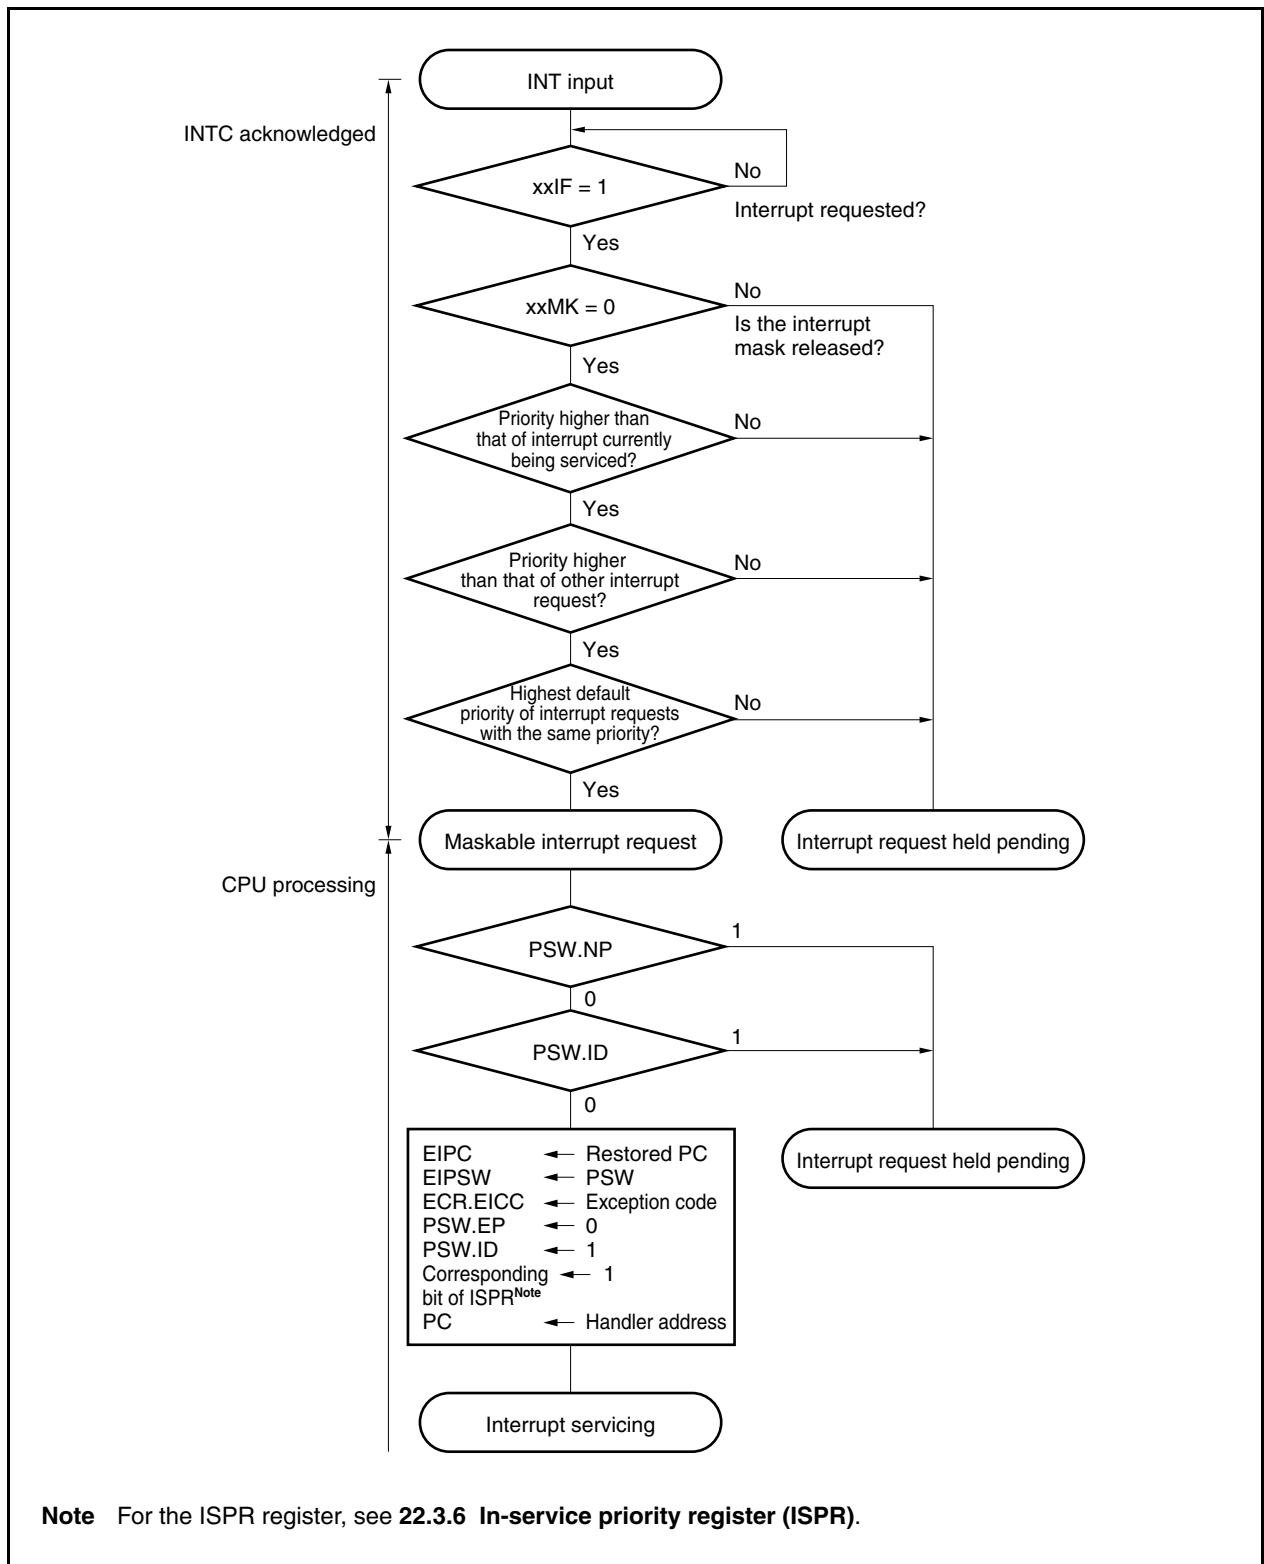 INT input
INTC acknowledged
xxIF = 1
No
Interrupt requested?
Yes
xxMK = 0
No
Is the interrupt
mask released?
Yes
Priority higher than
that of interrupt currently
being serviced?
No
Yes
Priority higher
than that of other interrupt
request?
No
Yes
Highest default
priority of interrupt requests
with the same priority?
No
Yes
Maskable interrupt request
Interrupt request held pending
CPU processing
PSW.NP
1
0
PSW.ID
1
0
EIPC ← Restored PC
EIPSW ← PSW
ECR.EICC ← Exception code
PSW.EP ← 0
PSW.ID ← 1
Corresponding ← 1
bit of ISPRNote
PC ← Handler address
Interrupt request held pending
Interrupt servicing
Note For the ISPR register, see 22.3.6 In-service priority register (ISPR).